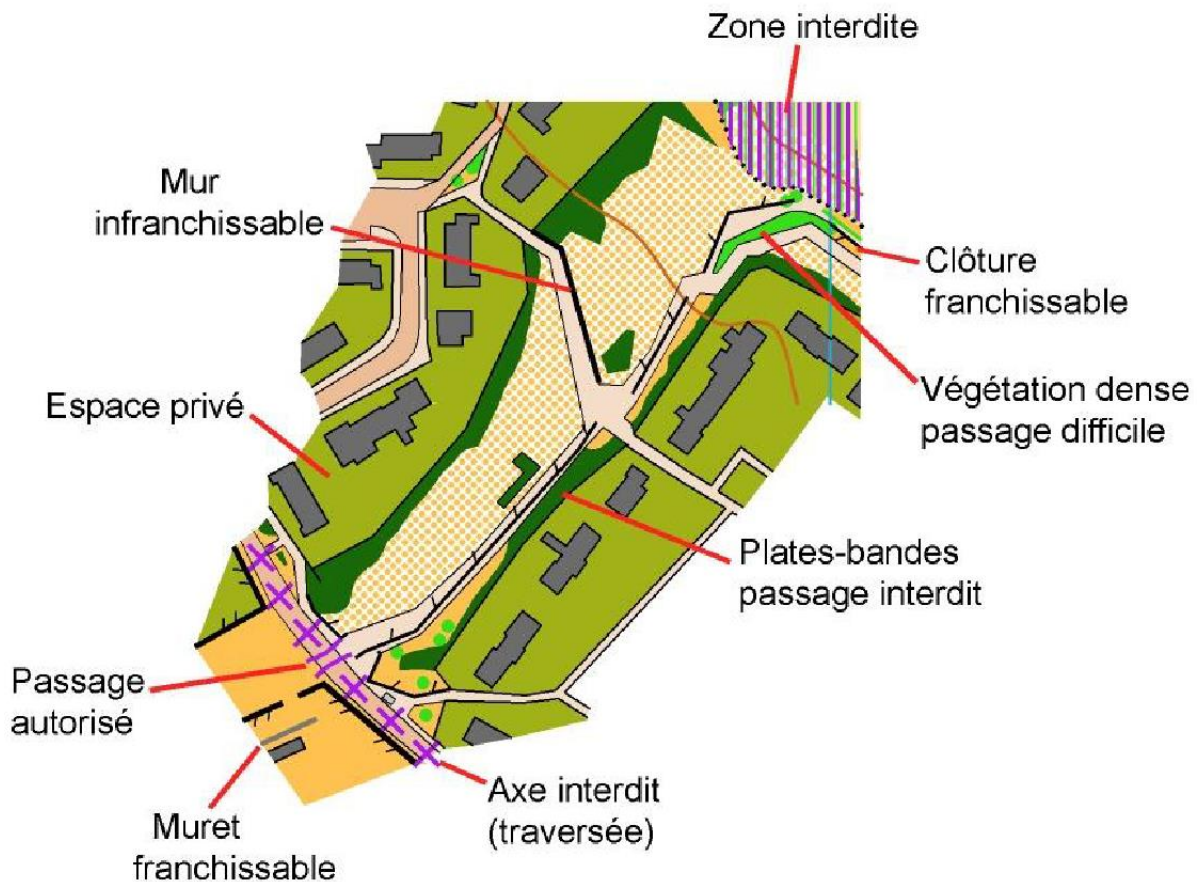 Zone interdite
Mur
infranchissable
Clôture
franchissable
Végétation dense
passage difficile
Espace privé
Plates-bandes
passage interdit
Passage
autorisé
Axe interdit
(traversée)
Muret
franchissable